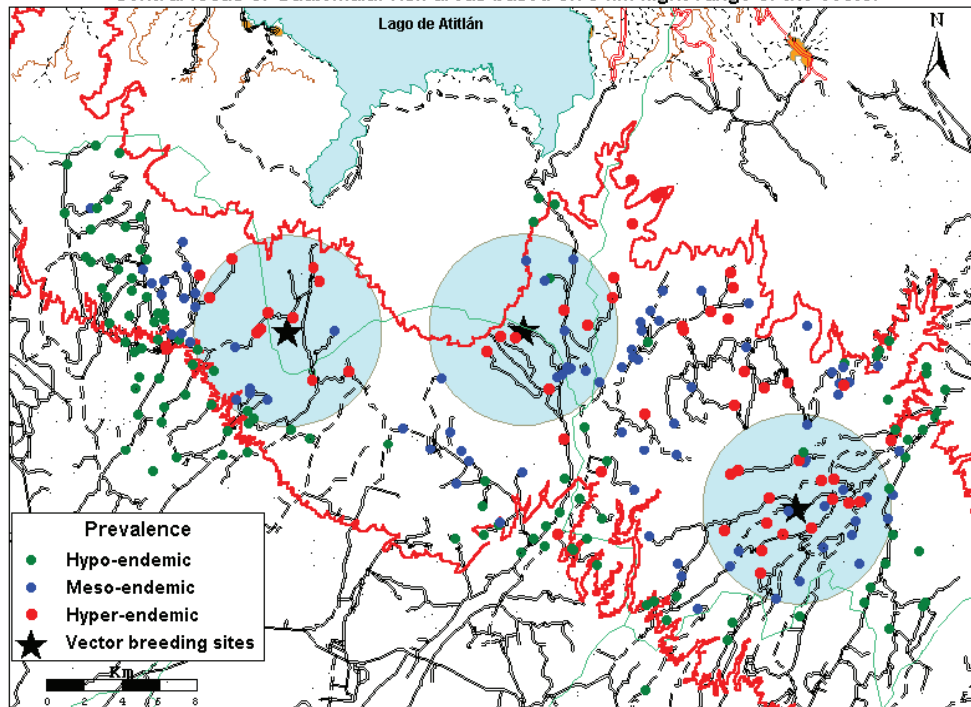 Lago de Atitlán
N
Prevalence
Hypo-endemic
Meso-endemic
Hyper-endemic
Vector breeding sites
Km
0 2 4 6 8